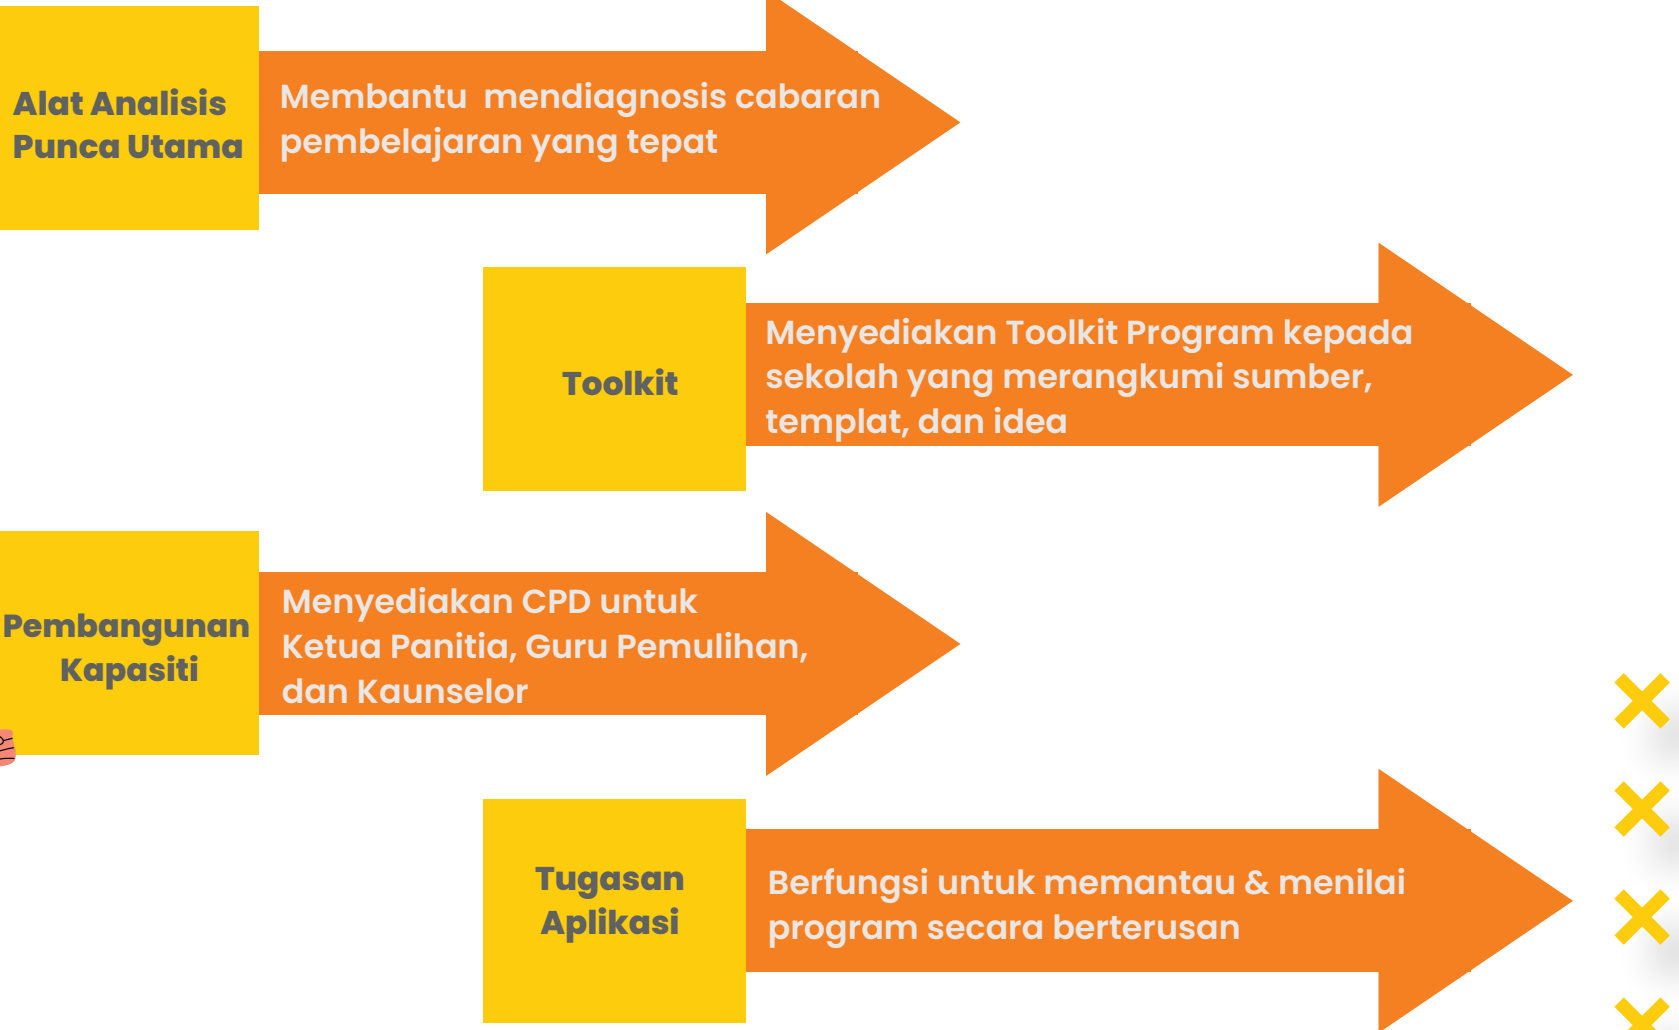 Alat Analisis
Punca Utama
Membantu mendiagnosis cabaran
pembelajaran yang tepat
Toolkit
Menyediakan Toolkit Program kepada
sekolah yang merangkumi sumber,
templat, dan idea
Pembangunan
Kapasiti
Menyediakan CPD untuk
Ketua Panitia, Guru Pemulihan,
dan Kaunselor
Tugasan
Aplikasi
Berfungsi untuk memantau & menilai
program secara berterusan